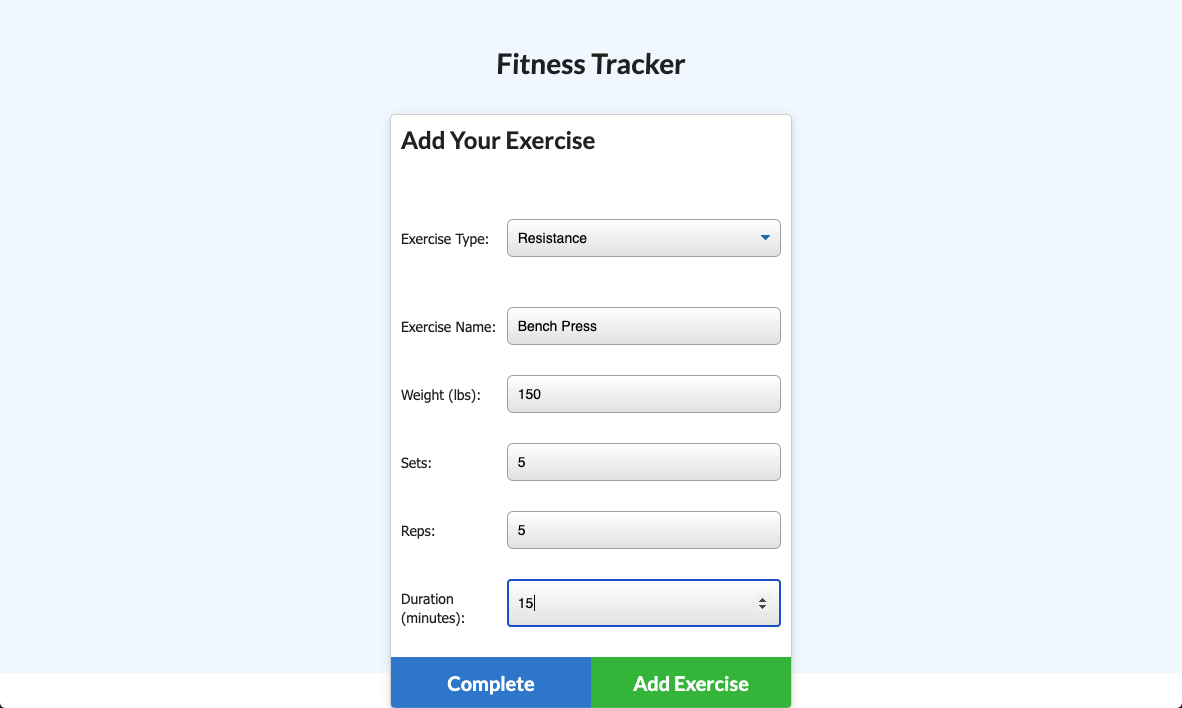 Fitness Tracker
Add Your Exercise
Exercise Type: Resistance
Exercise Name: Bench Press
Weight (lbs): 150
Sets: 5
Reps: 5
Duration
(minutes): 15
Complete Add Exercise